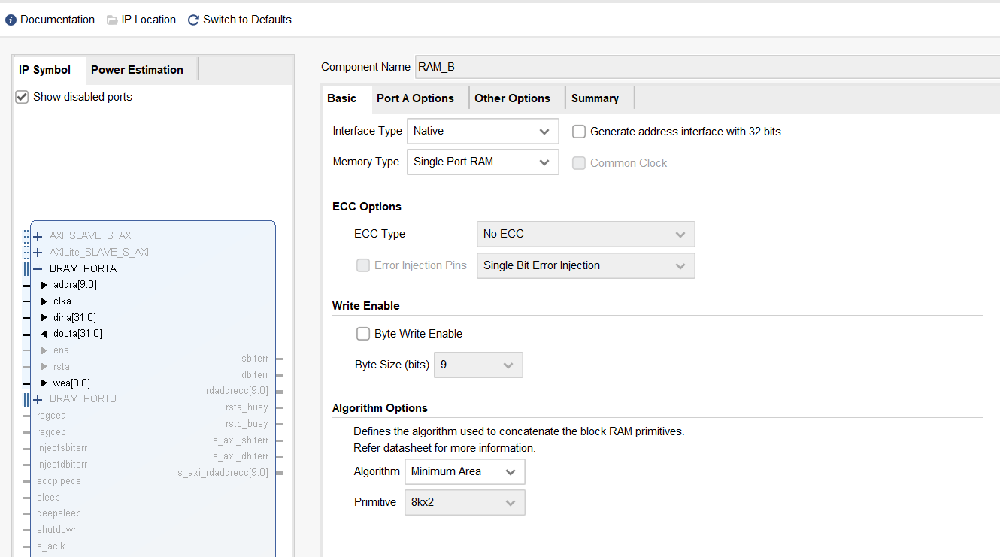 Documentation IP Location Switch to Defaults
IP Symbol Power Estimation
Show disabled ports
AXI_SLAVE_S_AXI
AXILite_SLAVE_S_AXI
BRAM_PORTA
addra[9:0]
clka
dina[31:0]
douta[31:0]
ena
rsta
wea[0:0]
BRAM_PORTB
regcea
regceb
injectsbiterr
injectdbiterr
eccpipece
sleep
deepsleep
shutdown
s_aclk
sbiterr
dbiterr
rdaddrecc[9:0]
rsta_busy
rstb_busy
s_axi_sbiterr
s_axi_dbiterr
s_axi_rdaddrecc[9:0]
Component Name RAM_B
Basic Port A Options Other Options Summary
Interface Type Native Generate address interface with 32 bits
Memory Type Single Port RAM Common Clock
ECC Options
ECC Type No ECC
Error Injection Pins Single Bit Error Injection
Write Enable
Byte Write Enable
Byte Size (bits) 9
Algorithm Options
Defines the algorithm used to concatenate the block RAM primitives.
Refer datasheet for more information.
Algorithm Minimum Area
Primitive 8kx2